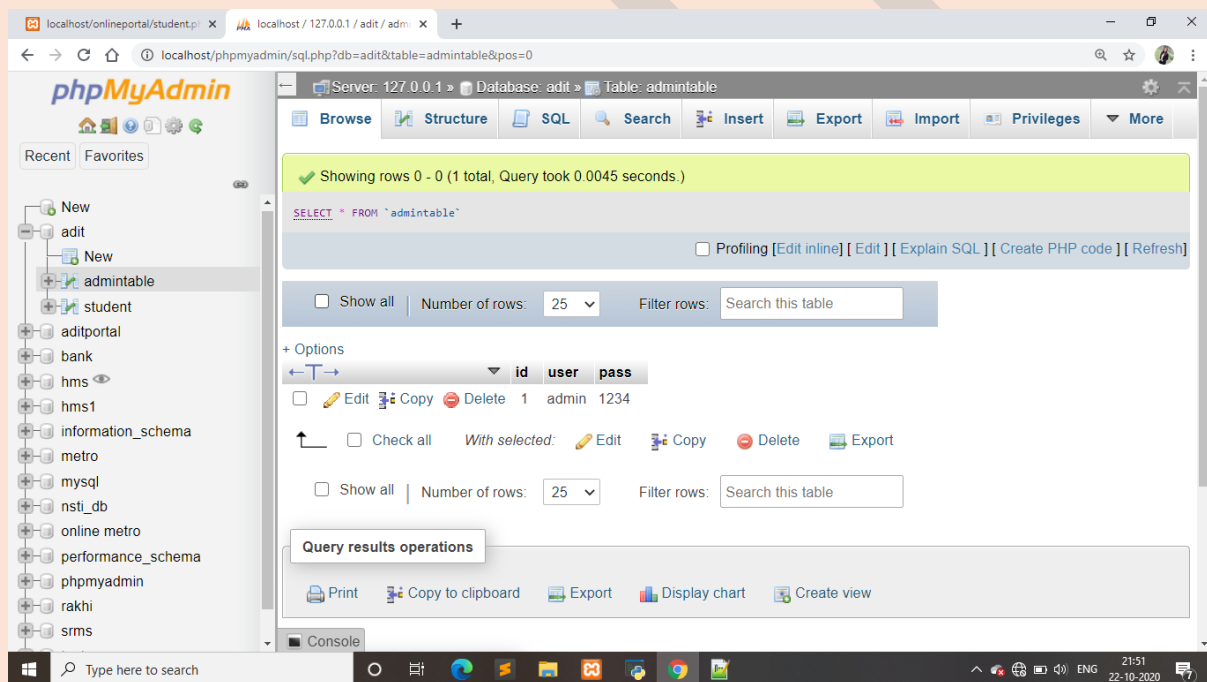 localhost/onlineportal/student.p
localhost / 127.0.0.1 / adit / adm
localhost/phpmyadmin/sql.php?db=adit&table=admintable&pos=0
phpMyAdmin
Recent Favorites
New
adit
New
admintable
student
aditportal
bank
hms
hms1
information_schema
metro
mysql
nsti_db
online metro
performance_schema
phpmyadmin
rakhi
srms
Server: 127.0.0.1 » Database: adit » Table: admintable
Browse Structure SQL Search Insert Export Import Privileges More
Showing rows 0 - 0 (1 total, Query took 0.0045 seconds.)
SELECT * FROM `admintable`
Profiling [Edit inline] [ Edit ] [ Explain SQL ] [ Create PHP code ] [ Refresh]
Show all | Number of rows: 25 Filter rows: Search this table
+ Options
←T→ id user pass
Edit Copy Delete 1 admin 1234
Check all With selected: Edit Copy Delete Export
Show all | Number of rows: 25 Filter rows: Search this table
Query results operations
Print Copy to clipboard Export Display chart Create view
Console
Type here to search
ENG
21:51
22-10-2020
7